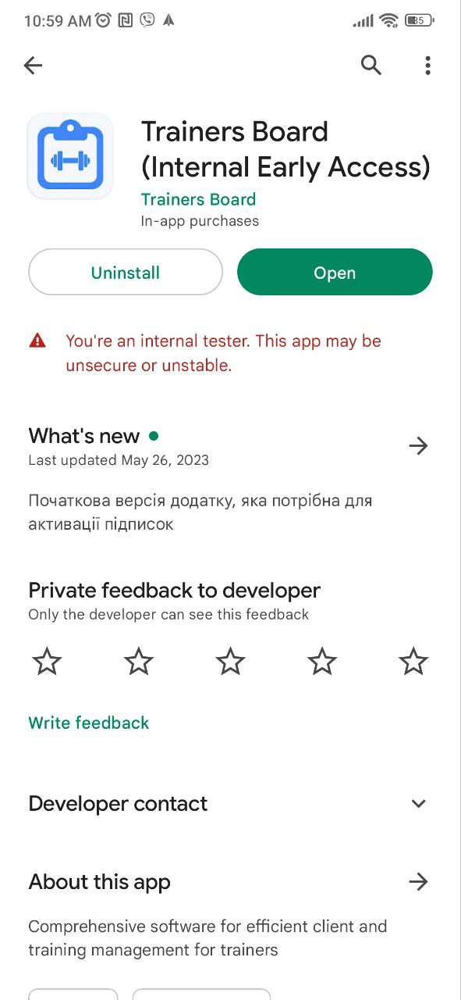 10:59 AM
85
Trainers Board
(Internal Early Access)
Trainers Board
In-app purchases
Uninstall
Open
You're an internal tester. This app may be
unsecure or unstable.
What's new
Last updated May 26, 2023
Початкова версія додатку, яка потрібна для
активації підписок
Private feedback to developer
Only the developer can see this feedback
Write feedback
Developer contact
About this app
Comprehensive software for efficient client and
training management for trainers